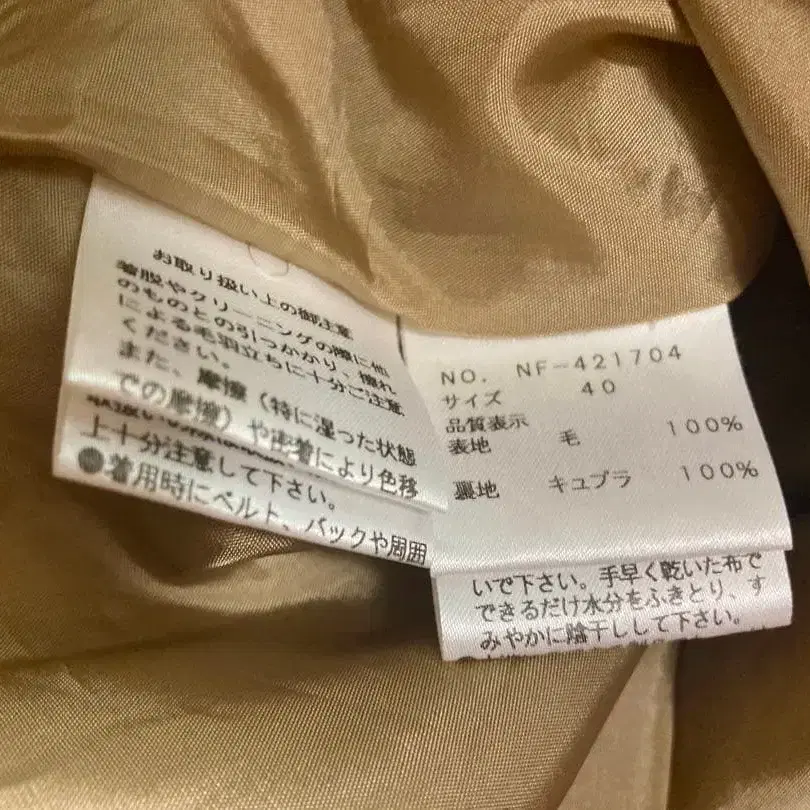 お取り扱い上の御注意
着脱やクリーニングの際に他
のものとの引っかかり、擦れ
による毛羽立ちに十分ご注意
ください。
また、摩擦（特に湿った状態
での摩擦）や密着により色移
上十分注意して下さい。
●着用時にベルト、バックや周囲
NO. NF-421704
サイズ 40
品質表示
表地 毛 100%
裏地 キュプラ 100%
いで下さい。手早く乾いた布で
できるだけ水分をふきとり、す
みやかに陰干しして下さい。